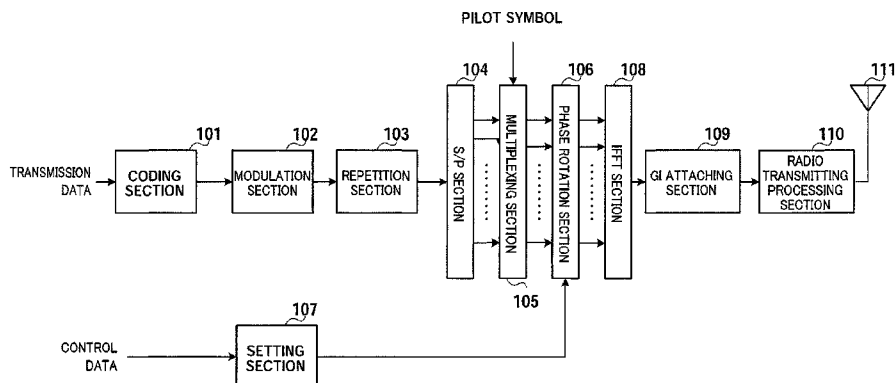 PILOT SYMBOL
104
106
108
111
101
102
103
109
110
TRANSMISSION
DATA
CODING
SECTION
MODULATION
SECTION
REPETITION
SECTION
S/P SECTION
MULTIPLEXING SECTION
PHASE ROTATION SECTION
IFFT SECTION
GI ATTACHING
SECTION
RADIO
TRANSMITTING
PROCESSING
SECTION
105
107
CONTROL
DATA
SETTING
SECTION